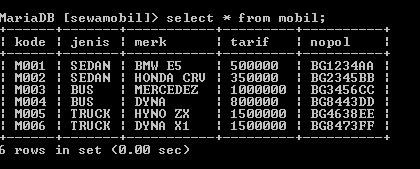 MariaDB [sewamobil]> select * from mobil;
| kode | jenis | merk | tarif | nopol |
| M001 | SEDAN | BMW E5 | 500000 | BG1234AA |
| M002 | SEDAN | HONDA CRV | 350000 | BG2345BB |
| M003 | BUS | MERCEDEZ | 1000000 | BG3456CC |
| M004 | BUS | DYNA | 800000 | BG8443DD |
| M005 | TRUCK | HYNO ZX | 1500000 | BG4638EE |
| M006 | TRUCK | DYNA X1 | 1500000 | BG8473FF |
6 rows in set (0.00 sec)